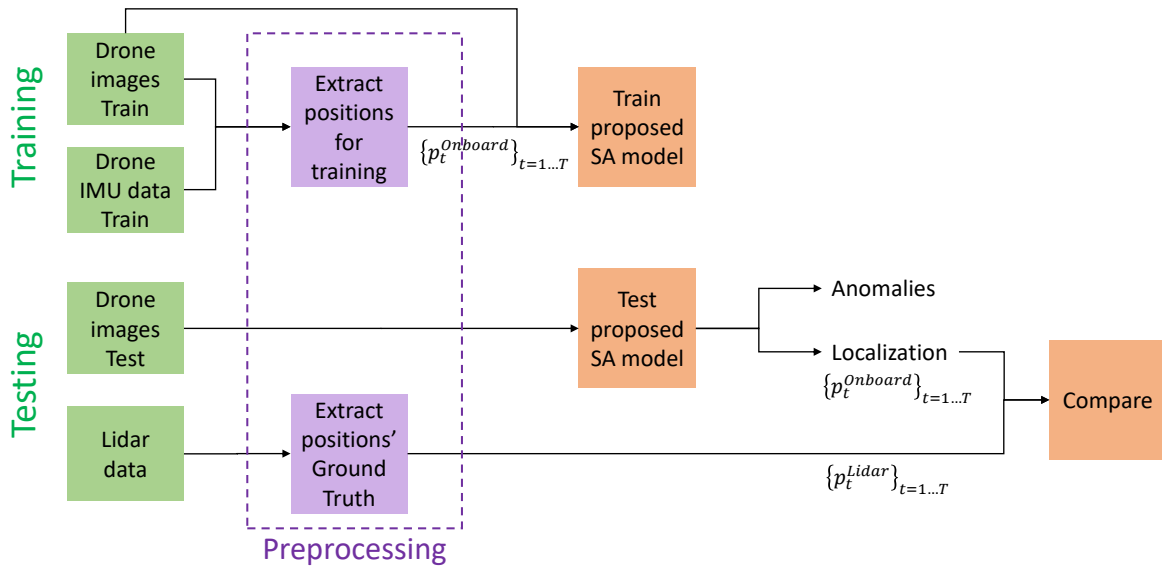 Training
Drone
images
Train
Drone
IMU data
Train
Extract
positions
for
training
{p_t^{Onboard}}_{t=1…T}
Train
proposed
SA model
Testing
Drone
images
Test
Test
proposed
SA model
Anomalies
Localization
{p_t^{Onboard}}_{t=1…T}
Compare
Lidar
data
Extract
positions’
Ground
Truth
{p_t^{Lidar}}_{t=1…T}
Preprocessing